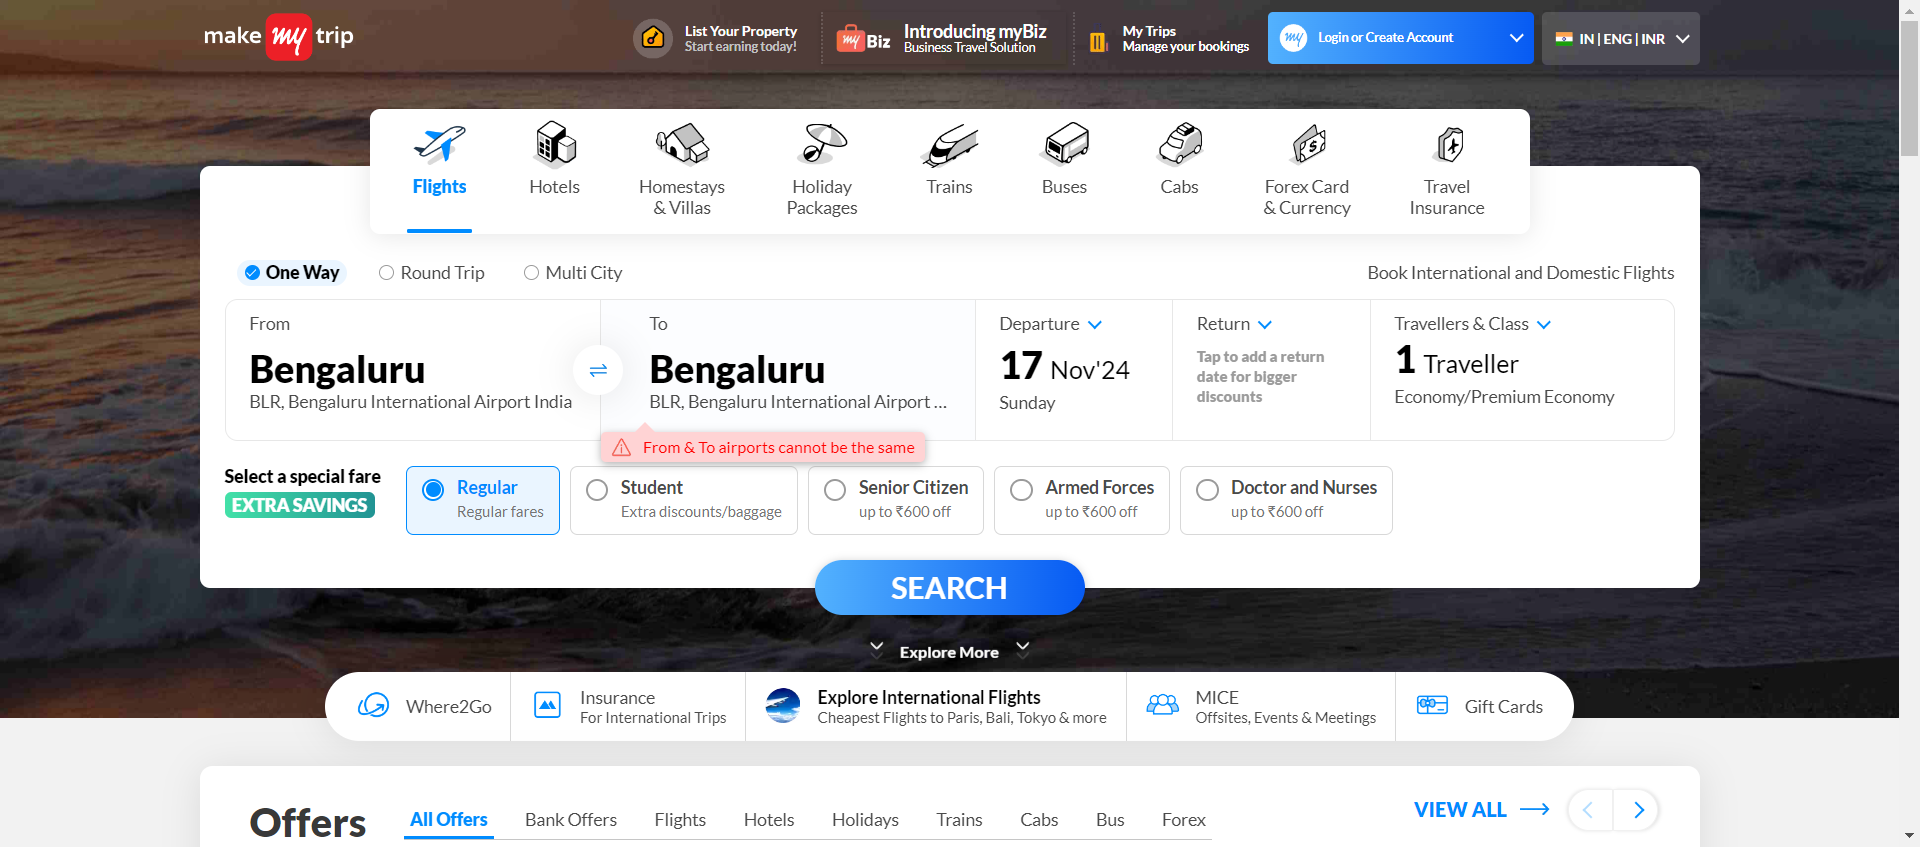 make my trip
List Your Property
Start earning today!
my Biz
Introducing myBiz
Business Travel Solution
My Trips
Manage your bookings
my
Login or Create Account
IN | ENG | INR
Flights
Hotels
Homestays
& Villas
Holiday
Packages
Trains
Buses
Cabs
Forex Card
& Currency
Travel
Insurance
One Way
Round Trip
Multi City
Book International and Domestic Flights
From
Bengaluru
BLR, Bengaluru International Airport India
To
Bengaluru
BLR, Bengaluru International Airport ...
Departure
17 Nov'24
Sunday
Return
Tap to add a return
date for bigger
discounts
Travellers & Class
1 Traveller
Economy/Premium Economy
From & To airports cannot be the same
Select a special fare
EXTRA SAVINGS
Regular
Regular fares
Student
Extra discounts/baggage
Senior Citizen
up to ₹600 off
Armed Forces
up to ₹600 off
Doctor and Nurses
up to ₹600 off
SEARCH
Explore More
Where2Go
Insurance
For International Trips
Explore International Flights
Cheapest Flights to Paris, Bali, Tokyo & more
MICE
Offsites, Events & Meetings
Gift Cards
Offers
All Offers
Bank Offers
Flights
Hotels
Holidays
Trains
Cabs
Bus
Forex
VIEW ALL